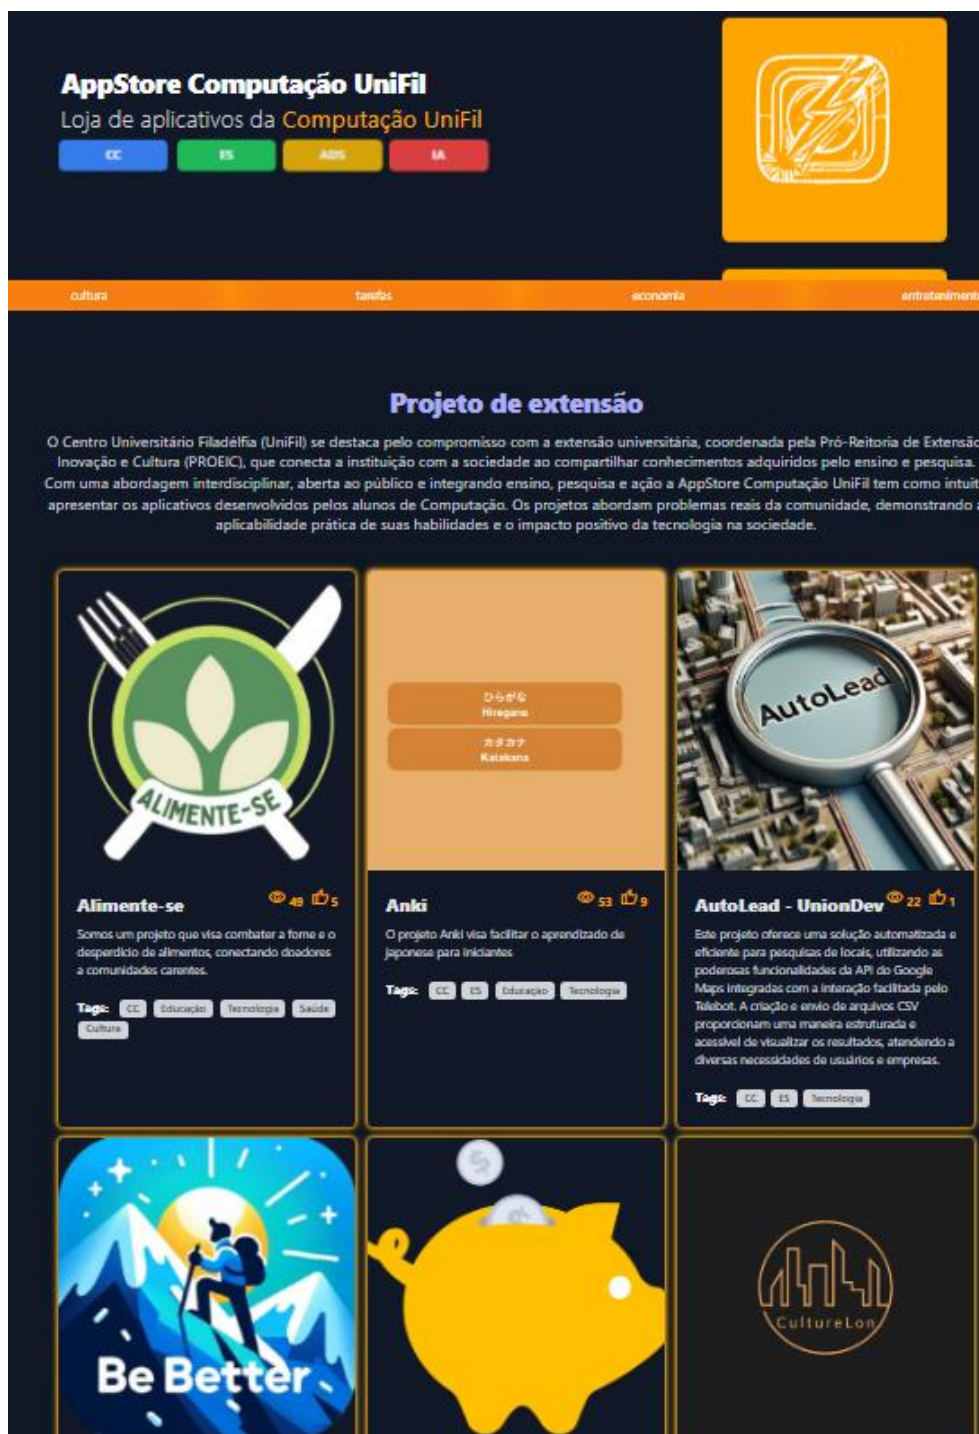 AppStore Computação UniFil
Loja de aplicativos da Computação UniFil
CC ES ADS IA
cultura tarefas economia entretenimento
Projeto de extensão
O Centro Universitário Filadélfia (UniFil) se destaca pelo compromisso com a extensão universitária, coordenada pela Pró-Reitoria de Extensão
Inovação e Cultura (PROEIC), que conecta a instituição com a sociedade ao compartilhar conhecimentos adquiridos pelo ensino e pesquisa.
Com uma abordagem interdisciplinar, aberta ao público e integrando ensino, pesquisa e ação a AppStore Computação UniFil tem como intuit
apresentar os aplicativos desenvolvidos pelos alunos de Computação. Os projetos abordam problemas reais da comunidade, demonstrando a
aplicabilidade prática de suas habilidades e o impacto positivo da tecnologia na sociedade.
ALIMENTE-SE
Alimente-se 49 5
Somos um projeto que visa combater a fome e o
desperdício de alimentos, conectando doadores
a comunidades carentes.
Tags: CC Educação Tecnologia Saúde
Cultura
ひらがな
Hiragana
カタカナ
Katakana
Anki 53 9
O projeto Anki visa facilitar o aprendizado de
japonese para iniciantes
Tags: CC ES Educação Tecnologia
AutoLead
AutoLead - UnionDev 22 1
Este projeto oferece uma solução automatizada e
eficiente para pesquisas de locais, utilizando as
poderosas funcionalidades da API do Google
Maps integradas com a interação facilitada pelo
Telebot. A criação e envio de arquivos CSV
proporcionam uma maneira estruturada e
acessível de visualizar os resultados, atendendo a
diversas necessidades de usuários e empresas.
Tags: CC ES Tecnologia
Be Better
CultureLon